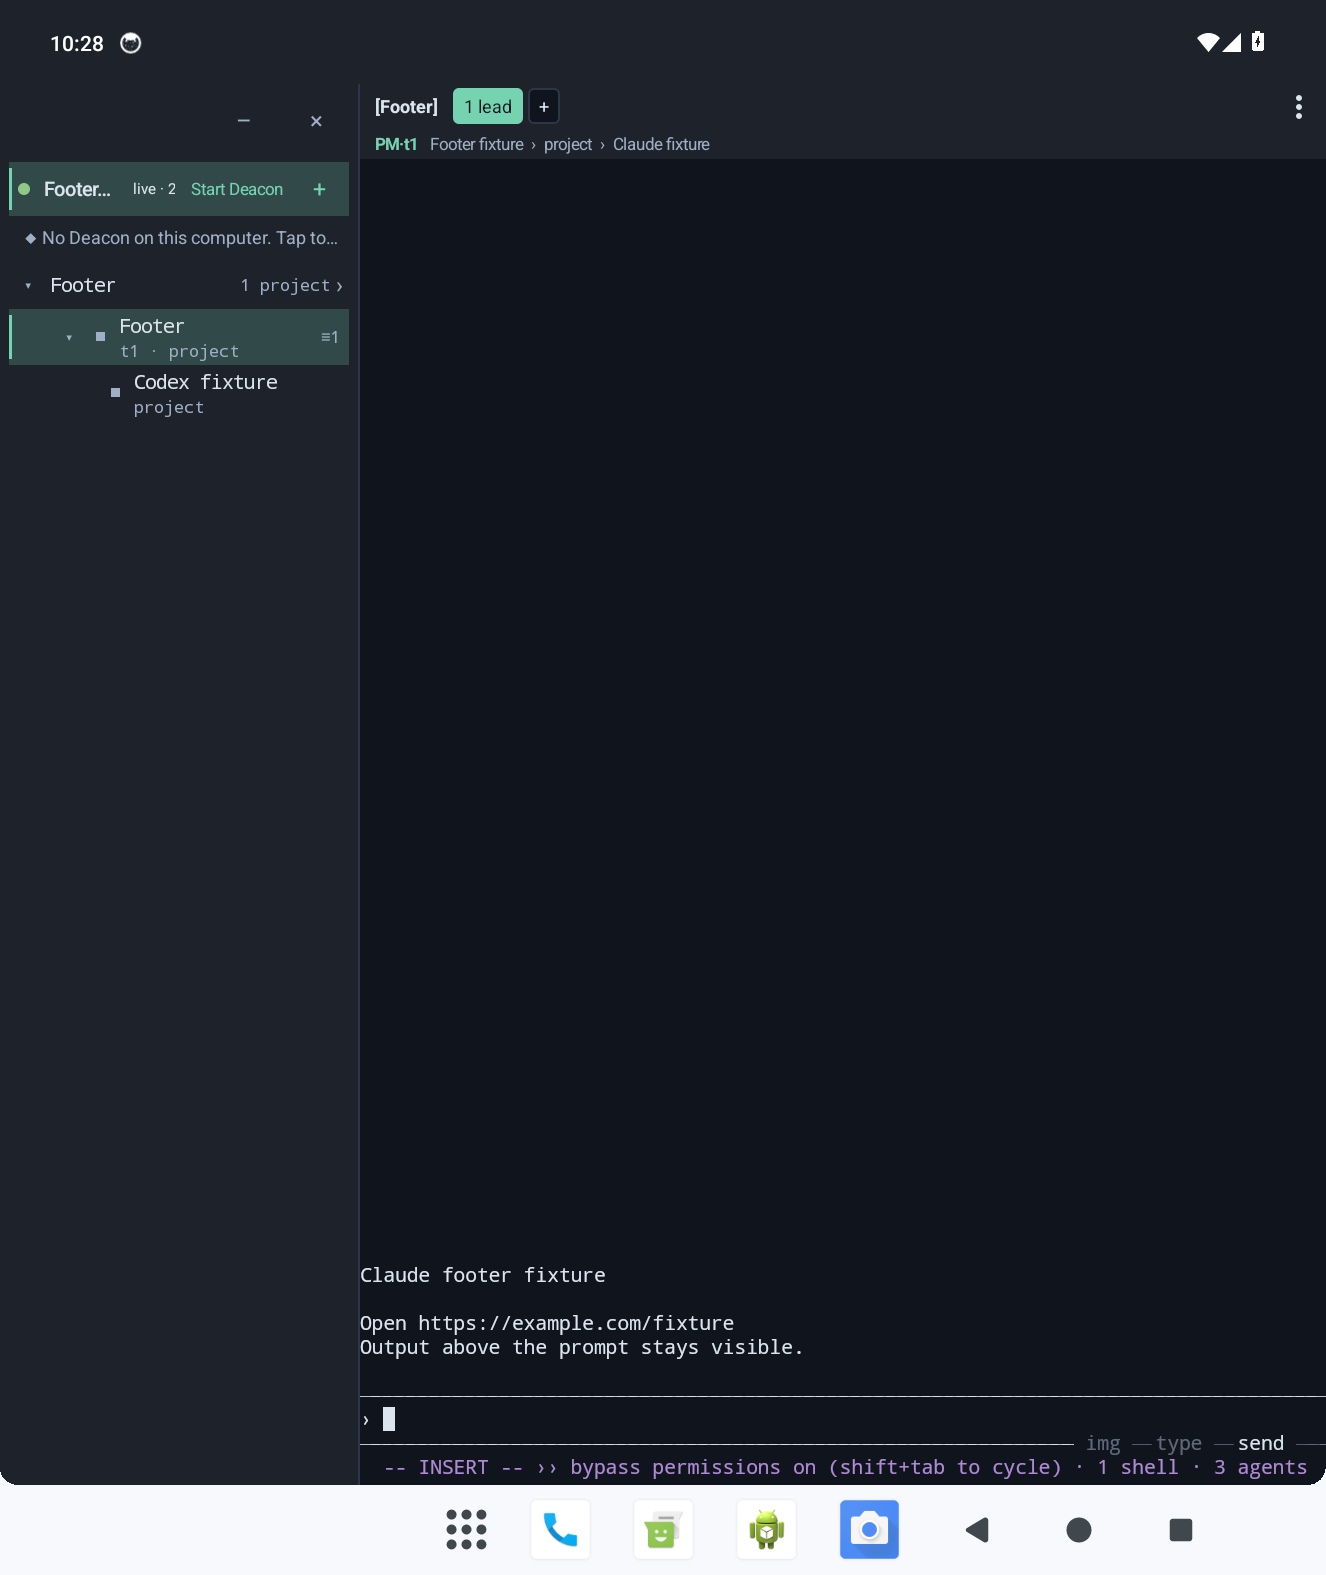 10:28
[Footer] 1 lead +
PM·t1 Footer fixture › project › Claude fixture
– ×
Footer... live · 2 Start Deacon +
◆ No Deacon on this computer. Tap to...
▾ Footer 1 project ›
▾ Footer ≡1
t1 · project
Codex fixture
project
Claude footer fixture
Open https://example.com/fixture
Output above the prompt stays visible.
›
img — type — send
-- INSERT -- ›› bypass permissions on (shift+tab to cycle) · 1 shell · 3 agents